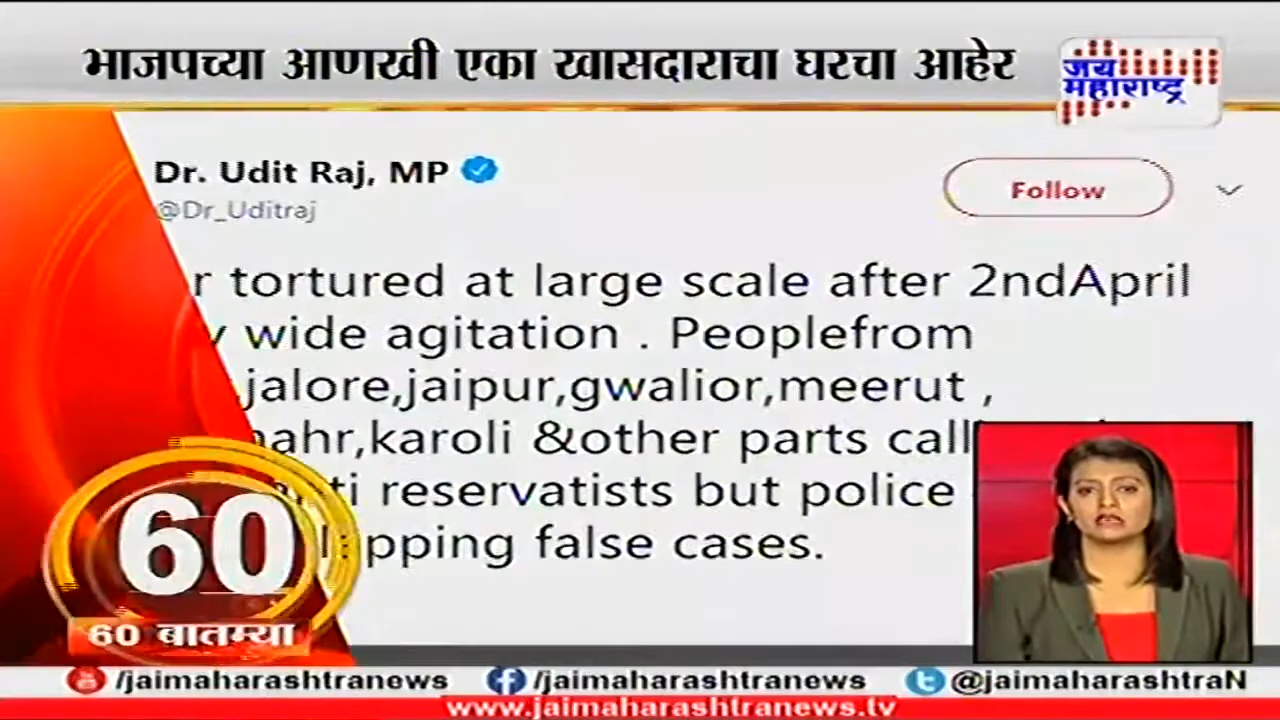 भाजपच्या आणखी एका खासदाराचा घरचा आहेर
जय
महाराष्ट्र
Dr. Udit Raj, MP
Follow
@Dr_Uditraj
r tortured at large scale after 2ndApril
wide agitation . Peoplefrom
,jalore,jaipur,gwalior,meerut ,
ahr,karoli &other parts call
ti reservatists but police
pping false cases.
60
60 बातम्या
/jaimaharashtranews /jaimaharashtranews @jaimaharashtraN
www.jaimaharashtranews.tv